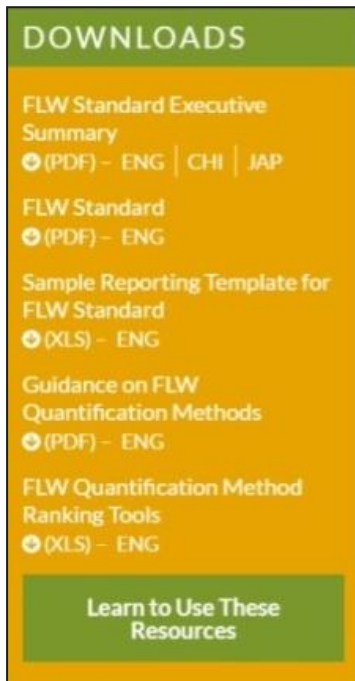 DOWNLOADS
FLW Standard Executive
Summary
(PDF) – ENG | CHI | JAP
FLW Standard
(PDF) – ENG
Sample Reporting Template for
FLW Standard
(XLS) – ENG
Guidance on FLW
Quantification Methods
(PDF) – ENG
FLW Quantification Method
Ranking Tools
(XLS) – ENG
Learn to Use These
Resources